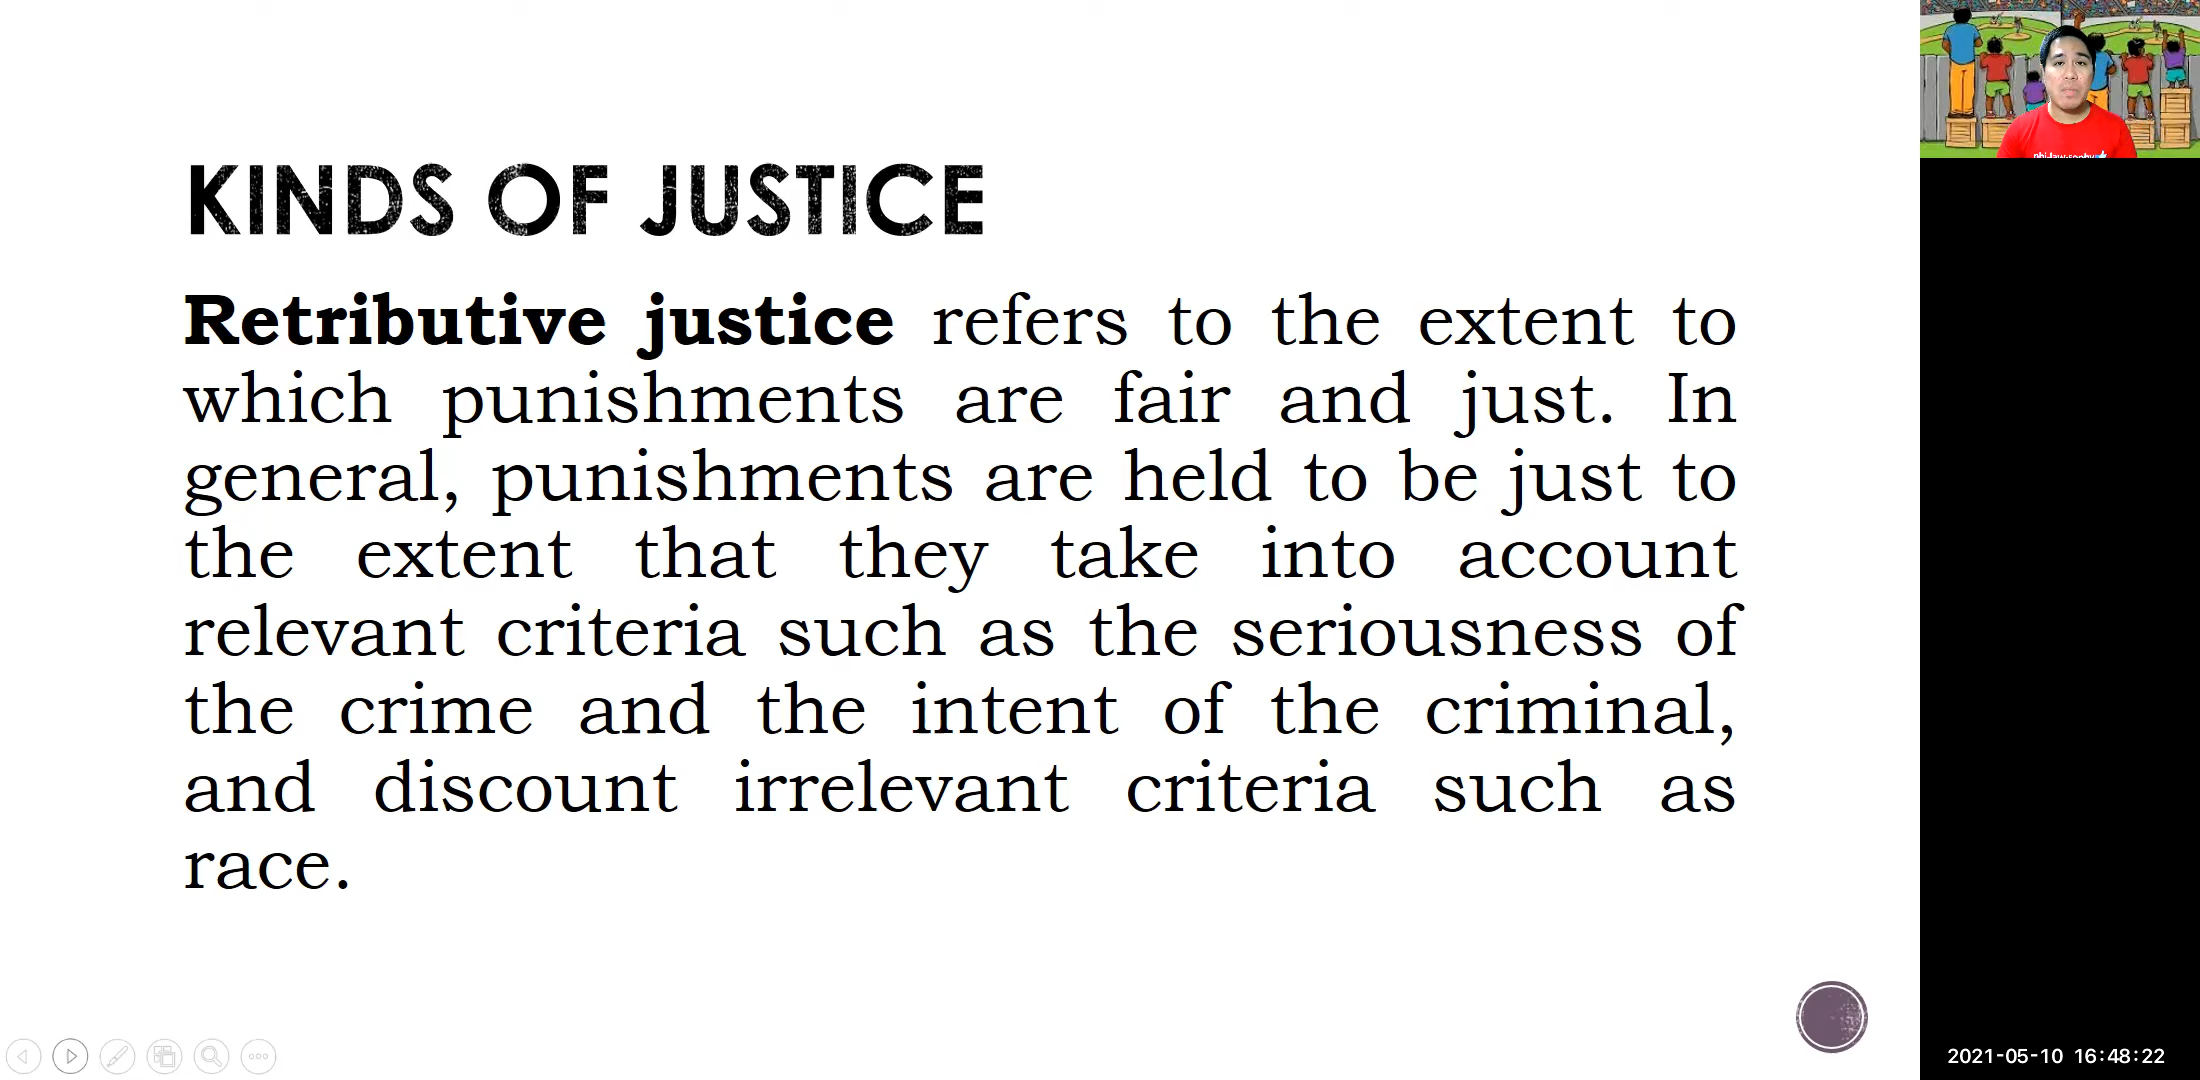 KINDS OF JUSTICE
Retributive justice refers to the extent to
which punishments are fair and just. In
general, punishments are held to be just to
the extent that they take into account
relevant criteria such as the seriousness of
the crime and the intent of the criminal,
and discount irrelevant criteria such as
race.
2021-05-10 16:48:22